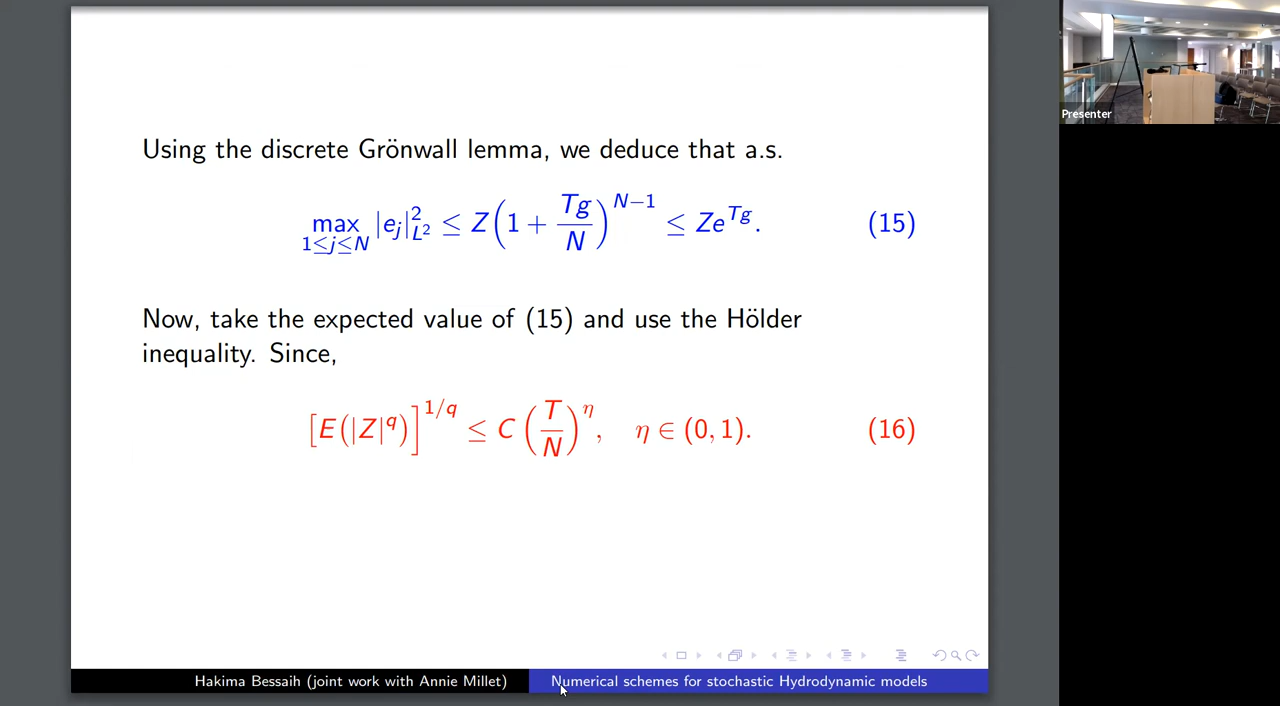 Using the discrete Grönwall lemma, we deduce that a.s.
max_{1≤j≤N} |e_j|²_{L²} ≤ Z(1 + Tg/N)^{N−1} ≤ Ze^{Tg}. (15)
Now, take the expected value of (15) and use the Hölder
inequality. Since,
[E(|Z|^q)]^{1/q} ≤ C (T/N)^η, η ∈ (0, 1). (16)
Hakima Bessaih (joint work with Annie Millet) Numerical schemes for stochastic Hydrodynamic models
Presenter